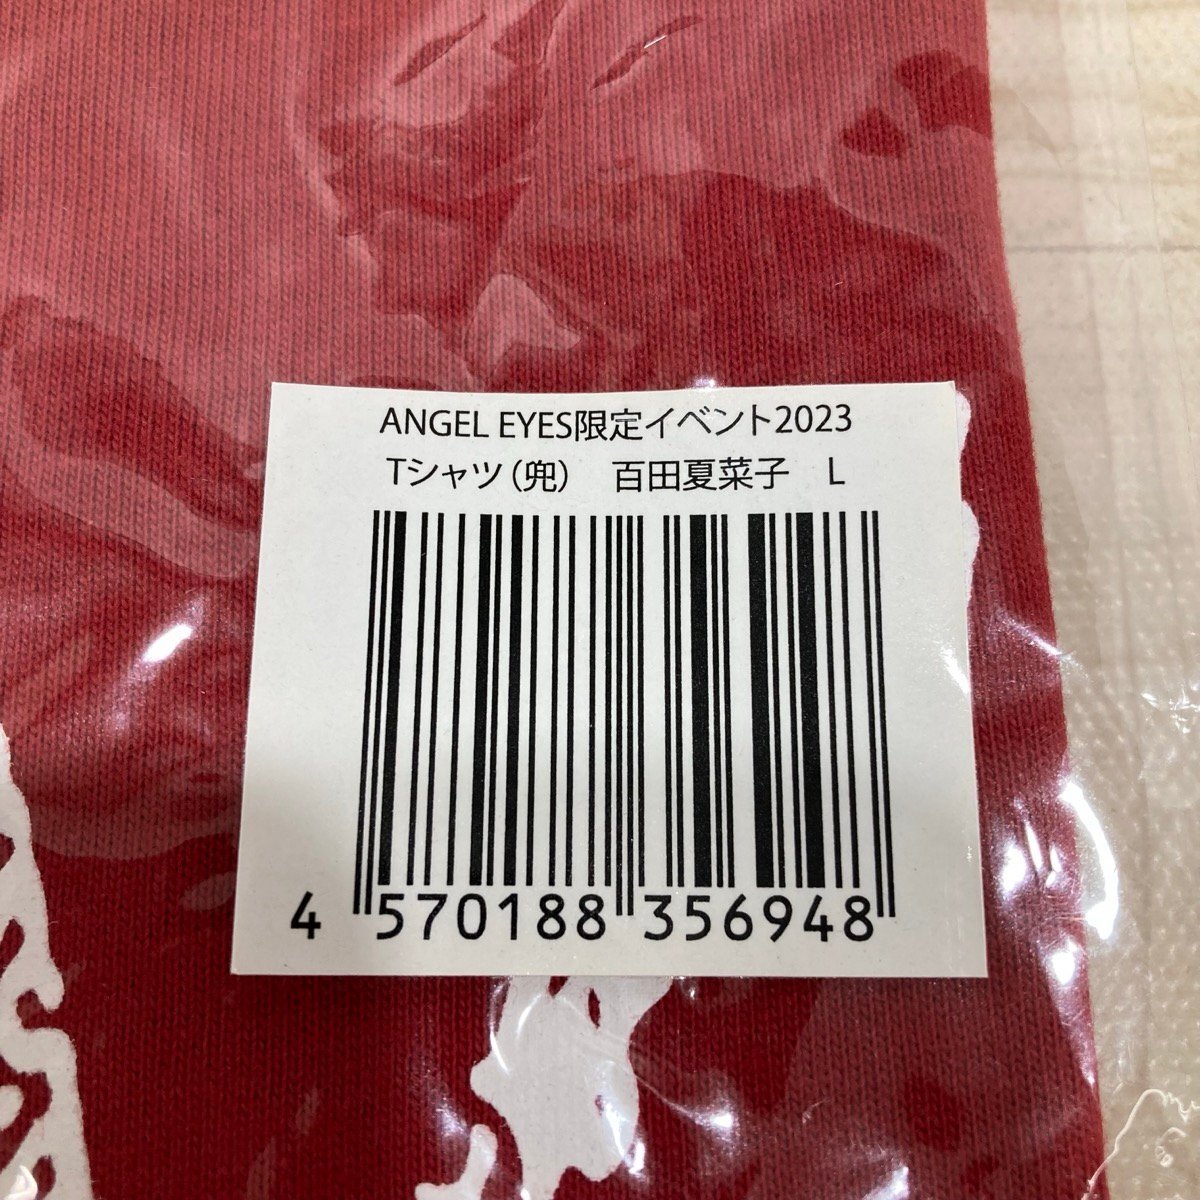 ANGEL EYES限定イベント2023
Tシャツ（兜）　百田夏菜子　L
4 570188 356948